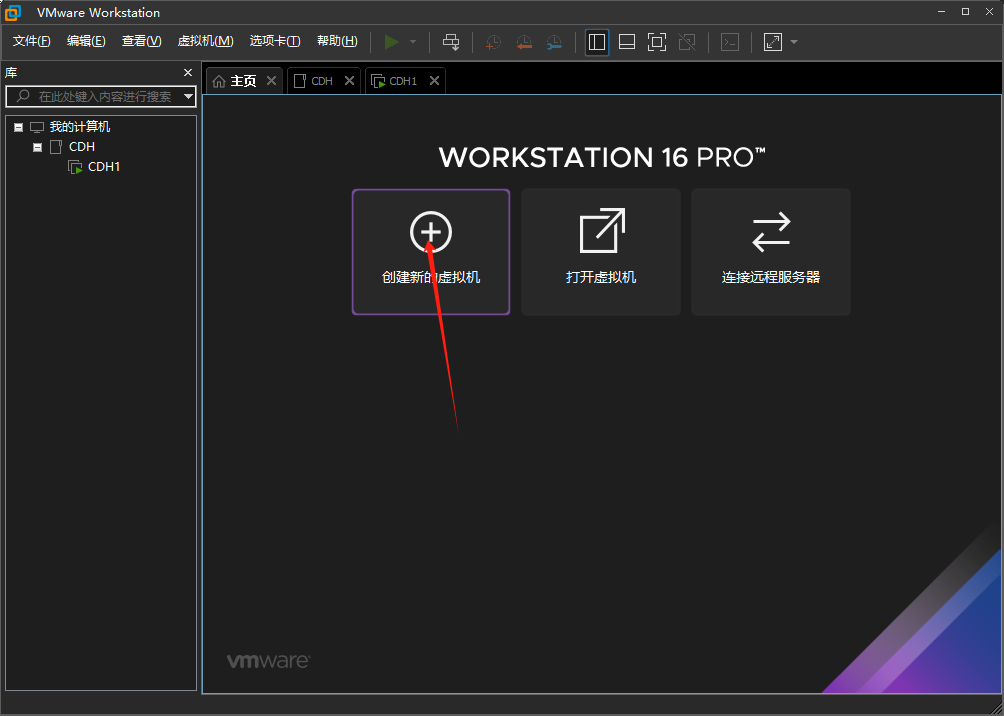 VMware Workstation
文件(F) 编辑(E) 查看(V) 虚拟机(M) 选项卡(T) 帮助(H)
库
在此处键入内容进行搜索
我的计算机
CDH
CDH1
主页 CDH CDH1
WORKSTATION 16 PRO™
创建新的虚拟机 打开虚拟机 连接远程服务器
vmware